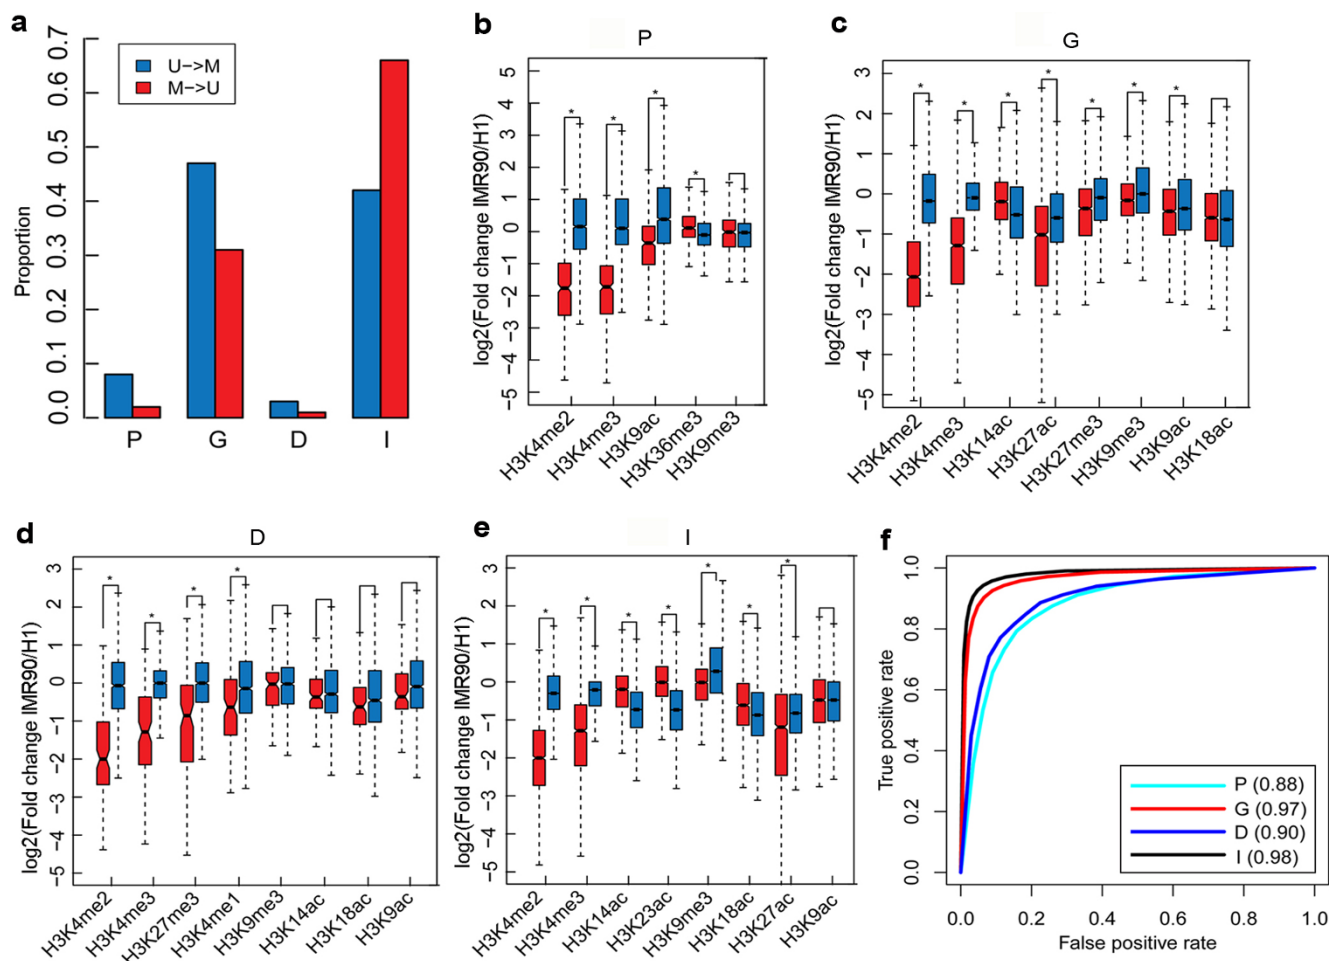 a
0.7
0.6
0.5
0.4
0.3
0.2
0.1
0.0
Proportion
U->M
M->U
P
G
D
I
b
P
5
4
3
2
1
0
−1
−2
−3
−4
−5
log2(Fold change IMR90/H1)
* * * *
H3K4me2
H3K4me3
H3K9ac
H3K36me3
H3K9me3
c
G
3
2
1
0
−1
−2
−3
−4
−5
log2(Fold change IMR90/H1)
* * * * * * *
H3K4me2
H3K4me3
H3K14ac
H3K27ac
H3K27me3
H3K9me3
H3K9ac
H3K18ac
d
D
3
2
1
0
−1
−2
−3
−4
−5
log2(Fold change IMR90/H1)
* * * *
H3K4me2
H3K4me3
H3K27me3
H3K4me1
H3K9me3
H3K14ac
H3K18ac
H3K9ac
e
I
3
2
1
0
−1
−2
−3
−4
−5
log2(Fold change IMR90/H1)
* * * * * * *
H3K4me2
H3K4me3
H3K14ac
H3K23ac
H3K9me3
H3K18ac
H3K27ac
H3K9ac
f
1.0
0.8
0.6
0.4
0.2
0.0
True positive rate
P (0.88)
G (0.97)
D (0.90)
I (0.98)
0.0 0.2 0.4 0.6 0.8 1.0
False positive rate